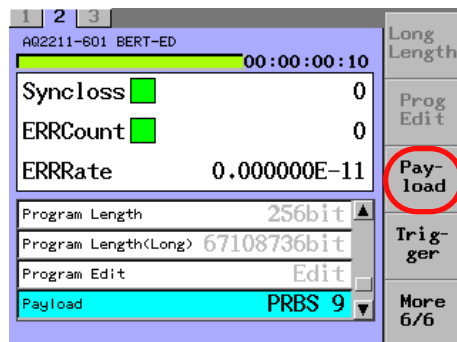 1 2 3
AQ2211-601 BERT-ED
00:00:00:10
Syncloss 0
ERRCount 0
ERRRate 0.000000E-11
Program Length 256bit
Program Length(Long) 67108736bit
Program Edit Edit
Payload PRBS 9
Long
Length
Prog
Edit
Pay-
load
Trig-
ger
More
6/6